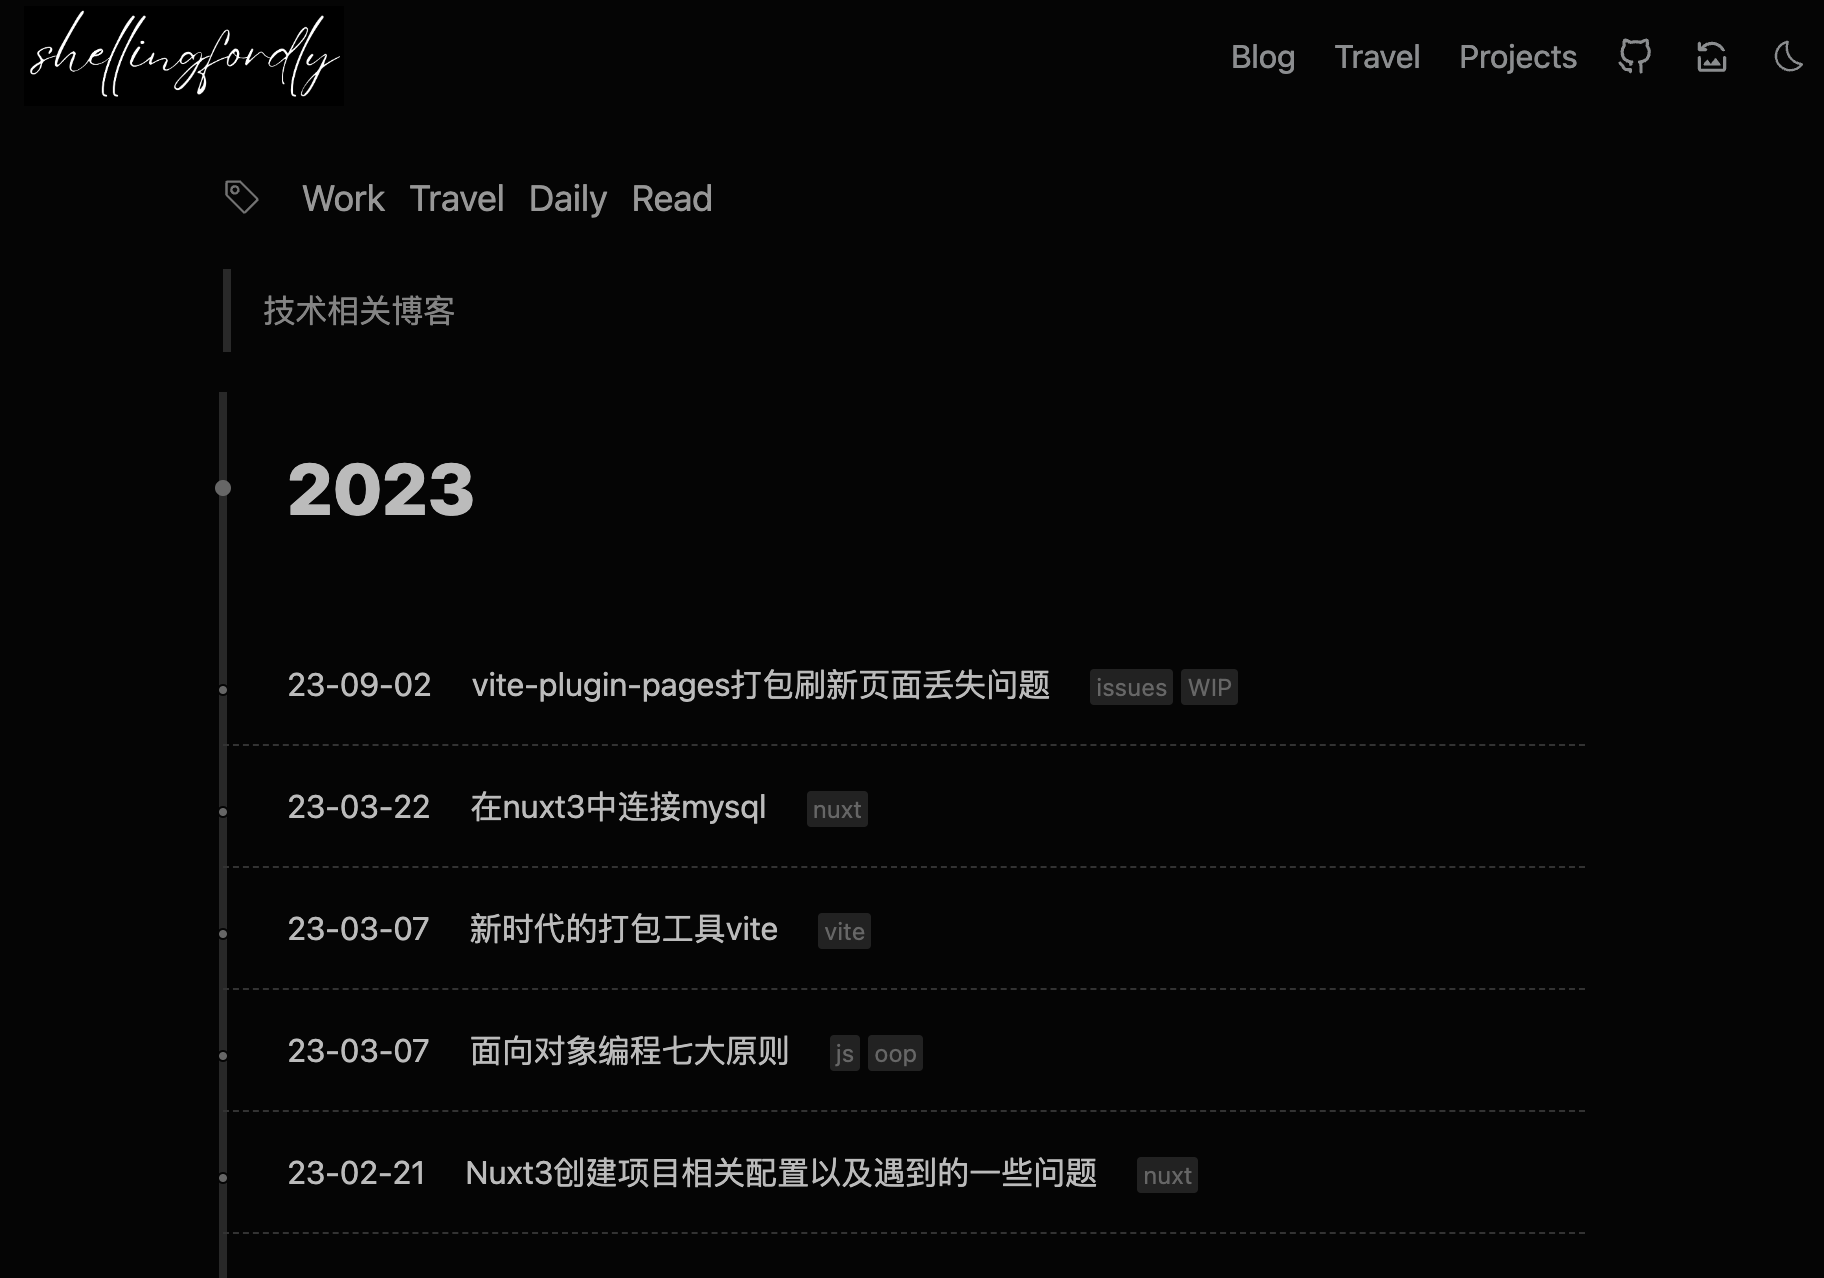 shellingfordly
Blog Travel Projects
Work Travel Daily Read
技术相关博客
2023
23-09-02 vite-plugin-pages打包刷新页面丢失问题 issues WIP
23-03-22 在nuxt3中连接mysql nuxt
23-03-07 新时代的打包工具vite vite
23-03-07 面向对象编程七大原则 js oop
23-02-21 Nuxt3创建项目相关配置以及遇到的一些问题 nuxt